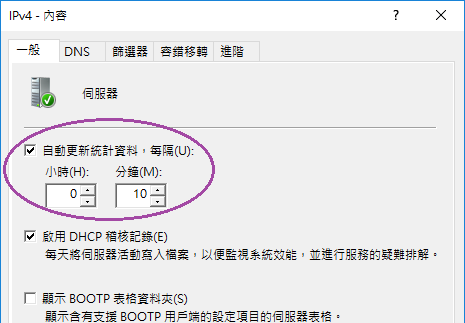 IPv4 - 內容
一般 DNS 篩選器 容錯移轉 進階
伺服器
自動更新統計資料，每隔(U):
小時(H): 分鐘(M):
0 10
啟用 DHCP 稽核記錄(E)
每天將伺服器活動寫入檔案，以便監視系統效能，並進行服務的疑難排解。
顯示 BOOTP 表格資料夾(S)
顯示含有支援 BOOTP 用戶端的設定項目的伺服器表格。